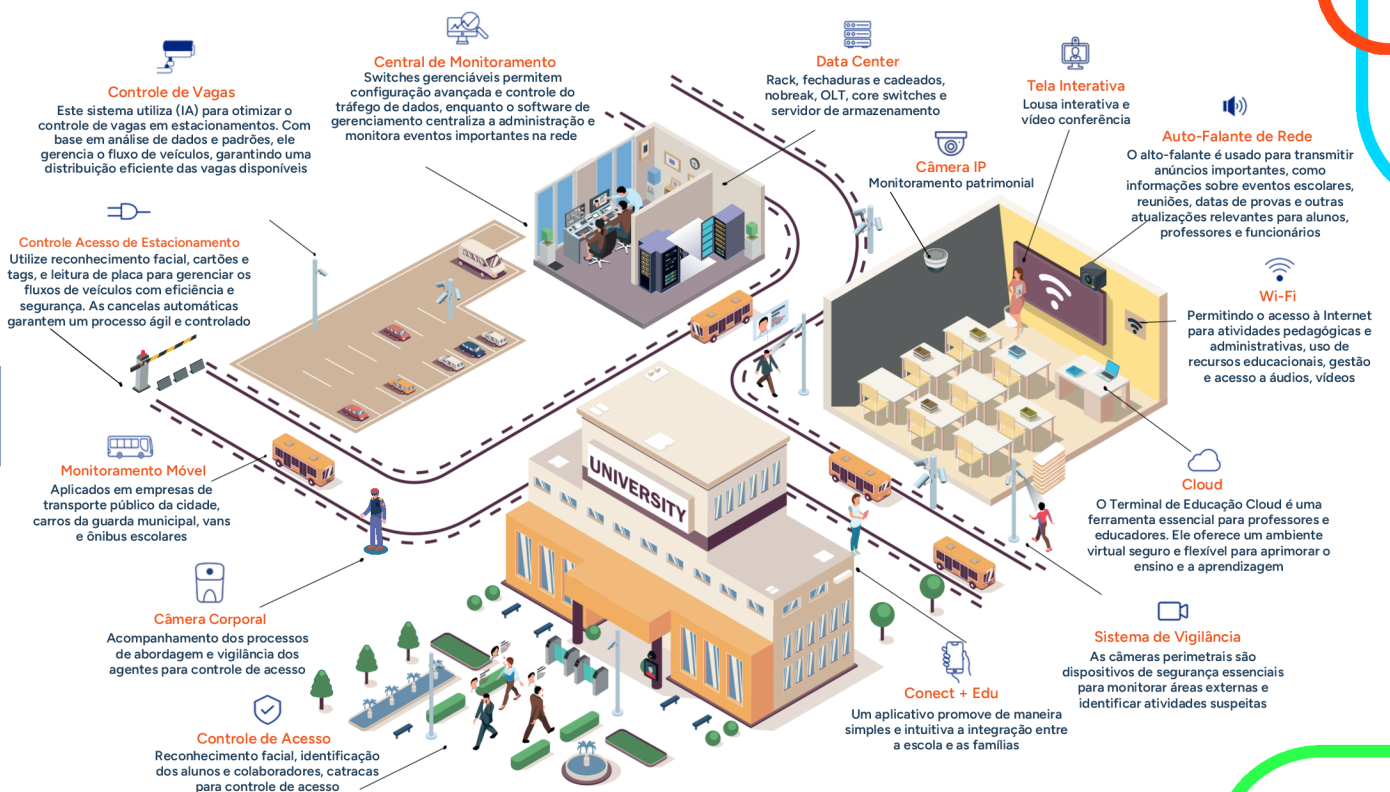 Controle de Vagas
Este sistema utiliza (IA) para otimizar o
controle de vagas em estacionamentos. Com
base em análise de dados e padrões, ele
gerencia o fluxo de veículos, garantindo uma
distribuição eficiente das vagas disponíveis
Central de Monitoramento
Switches gerenciáveis permitem
configuração avançada e controle do
tráfego de dados, enquanto o software de
gerenciamento centraliza a administração e
monitora eventos importantes na rede
Data Center
Rack, fechaduras e cadeados,
nobreak, OLT, core switches e
servidor de armazenamento
Tela Interativa
Lousa interativa e
vídeo conferência
Auto-Falante de Rede
O alto-falante é usado para transmitir
anúncios importantes, como
informações sobre eventos escolares,
reuniões, datas de provas e outras
atualizações relevantes para alunos,
professores e funcionários
Câmera IP
Monitoramento patrimonial
Controle Acesso de Estacionamento
Utilize reconhecimento facial, cartões e
tags, e leitura de placa para gerenciar os
fluxos de veículos com eficiência e
segurança. As cancelas automáticas
garantem um processo ágil e controlado
Wi-Fi
Permitindo o acesso à Internet
para atividades pedagógicas e
administrativas, uso de
recursos educacionais, gestão
e acesso a áudios, vídeos
Monitoramento Móvel
Aplicados em empresas de
transporte público da cidade,
carros da guarda municipal, vans
e ônibus escolares
UNIVERSITY
Cloud
O Terminal de Educação Cloud é uma
ferramenta essencial para professores e
educadores. Ele oferece um ambiente
virtual seguro e flexível para aprimorar o
ensino e a aprendizagem
Câmera Corporal
Acompanhamento dos processos
de abordagem e vigilância dos
agentes para controle de acesso
Sistema de Vigilância
As câmeras perimetrais são
dispositivos de segurança essenciais
para monitorar áreas externas e
identificar atividades suspeitas
Conect + Edu
Um aplicativo promove de maneira
simples e intuitiva a integração entre
a escola e as famílias
Controle de Acesso
Reconhecimento facial, identificação
dos alunos e colaboradores, catracas
para controle de acesso